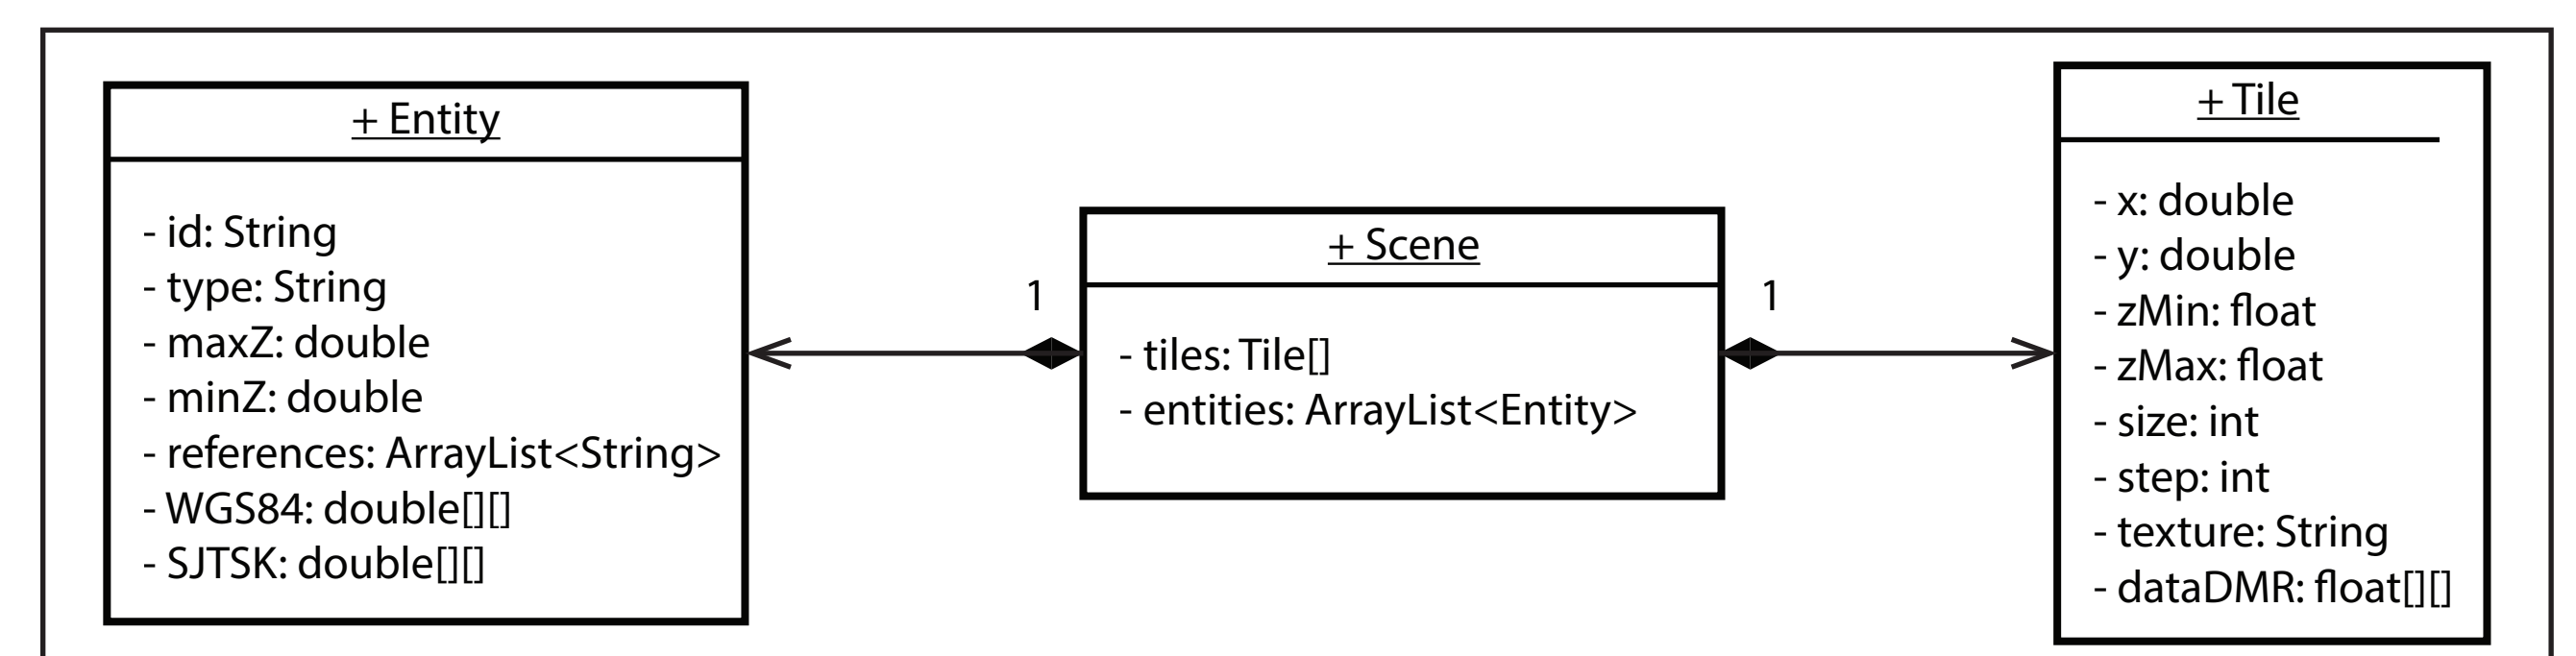 + Entity
- id: String
- type: String
- maxZ: double
- minZ: double
- references: ArrayList<String>
- WGS84: double[][]
- SJTSK: double[][]
1
+ Scene
- tiles: Tile[]
- entities: ArrayList<Entity>
1
+ Tile
- x: double
- y: double
- zMin: float
- zMax: float
- size: int
- step: int
- texture: String
- dataDMR: float[][]